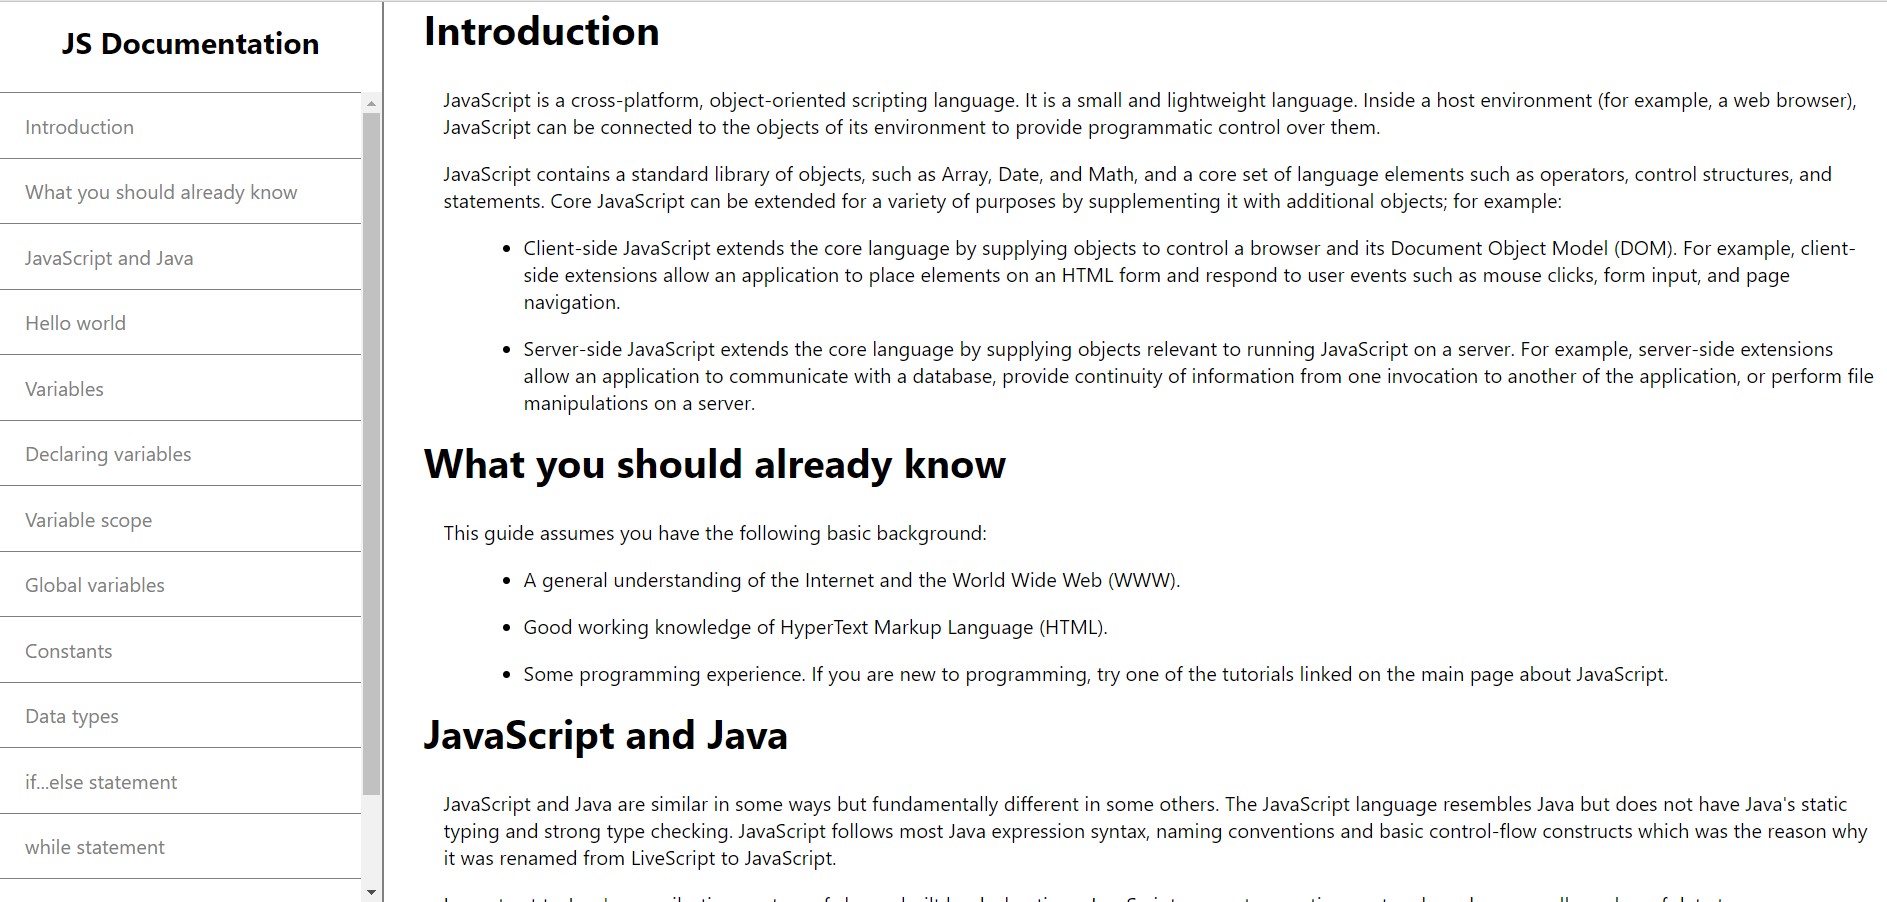 JS Documentation
Introduction
What you should already know
JavaScript and Java
Hello world
Variables
Declaring variables
Variable scope
Global variables
Constants
Data types
if...else statement
while statement
Introduction
JavaScript is a cross-platform, object-oriented scripting language. It is a small and lightweight language. Inside a host environment (for example, a web browser),
JavaScript can be connected to the objects of its environment to provide programmatic control over them.
JavaScript contains a standard library of objects, such as Array, Date, and Math, and a core set of language elements such as operators, control structures, and
statements. Core JavaScript can be extended for a variety of purposes by supplementing it with additional objects; for example:
• Client-side JavaScript extends the core language by supplying objects to control a browser and its Document Object Model (DOM). For example, client-
side extensions allow an application to place elements on an HTML form and respond to user events such as mouse clicks, form input, and page
navigation.
• Server-side JavaScript extends the core language by supplying objects relevant to running JavaScript on a server. For example, server-side extensions
allow an application to communicate with a database, provide continuity of information from one invocation to another of the application, or perform file
manipulations on a server.
What you should already know
This guide assumes you have the following basic background:
• A general understanding of the Internet and the World Wide Web (WWW).
• Good working knowledge of HyperText Markup Language (HTML).
• Some programming experience. If you are new to programming, try one of the tutorials linked on the main page about JavaScript.
JavaScript and Java
JavaScript and Java are similar in some ways but fundamentally different in some others. The JavaScript language resembles Java but does not have Java's static
typing and strong type checking. JavaScript follows most Java expression syntax, naming conventions and basic control-flow constructs which was the reason why
it was renamed from LiveScript to JavaScript.